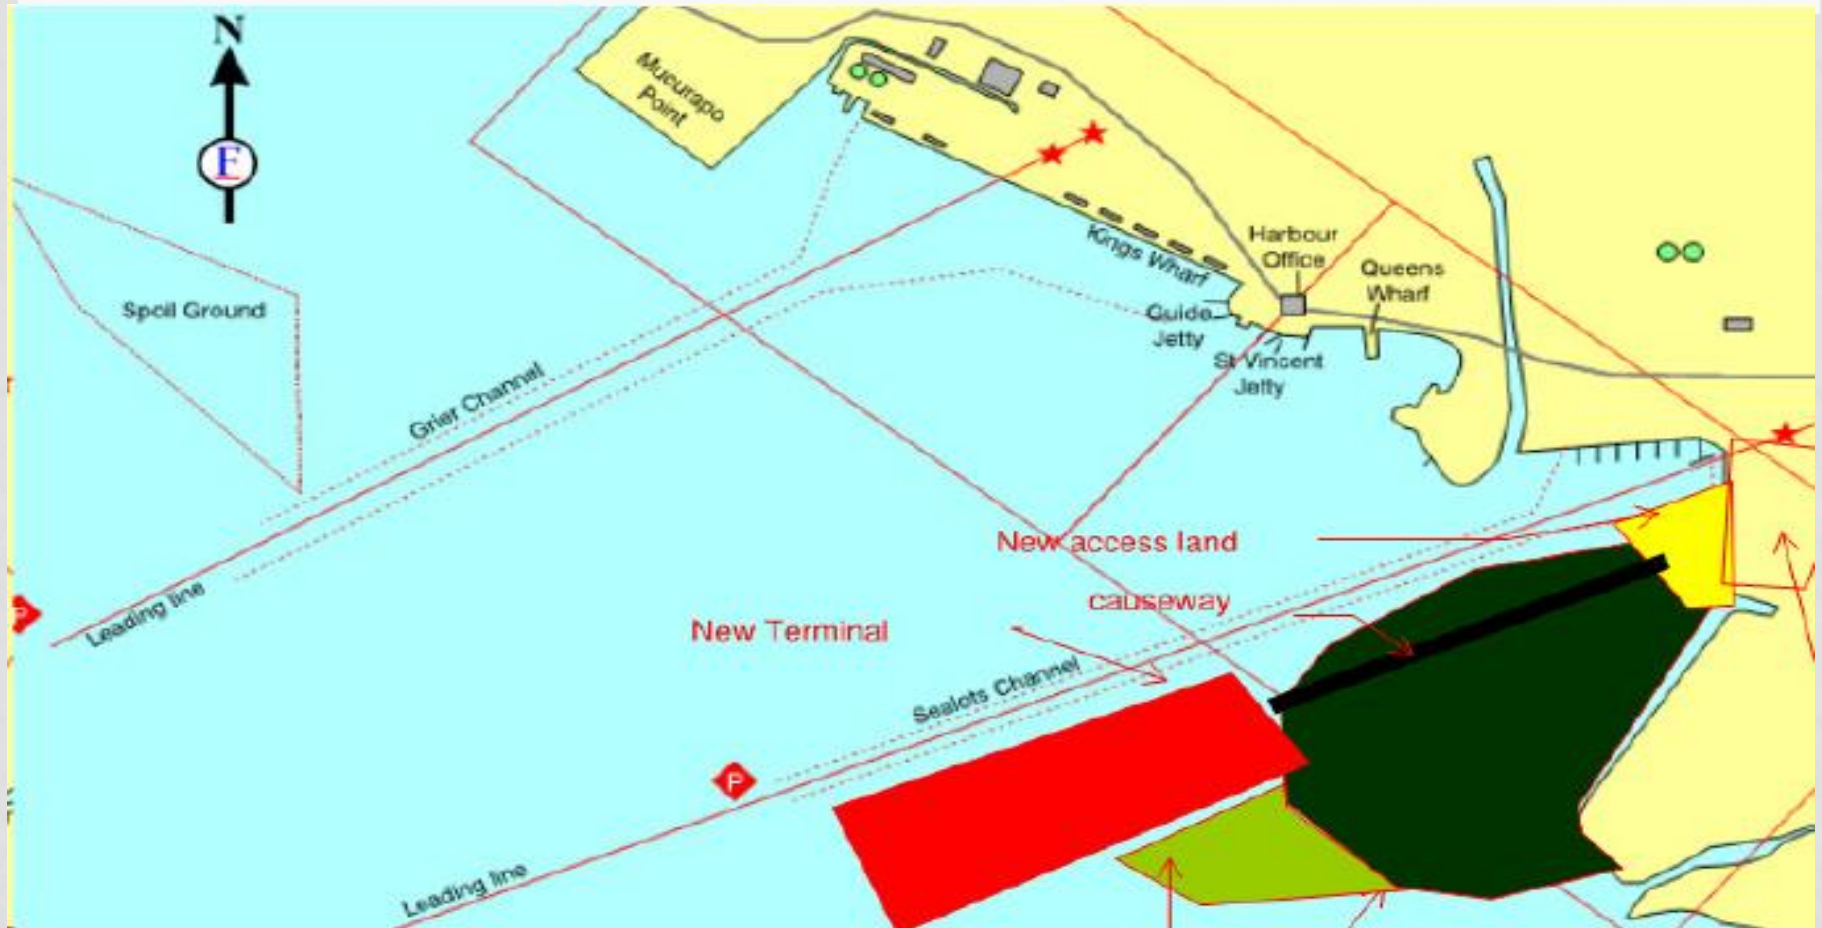 N
F
Mucurapo
Point
Spoil Ground
Kings Wharf
Harbour
Office
Queens
Wharf
Guide
Jetty
St Vincent
Jetty
Grier Channel
Leading line
P
New access land
causeway
New Terminal
Sealots Channel
P
Leading line